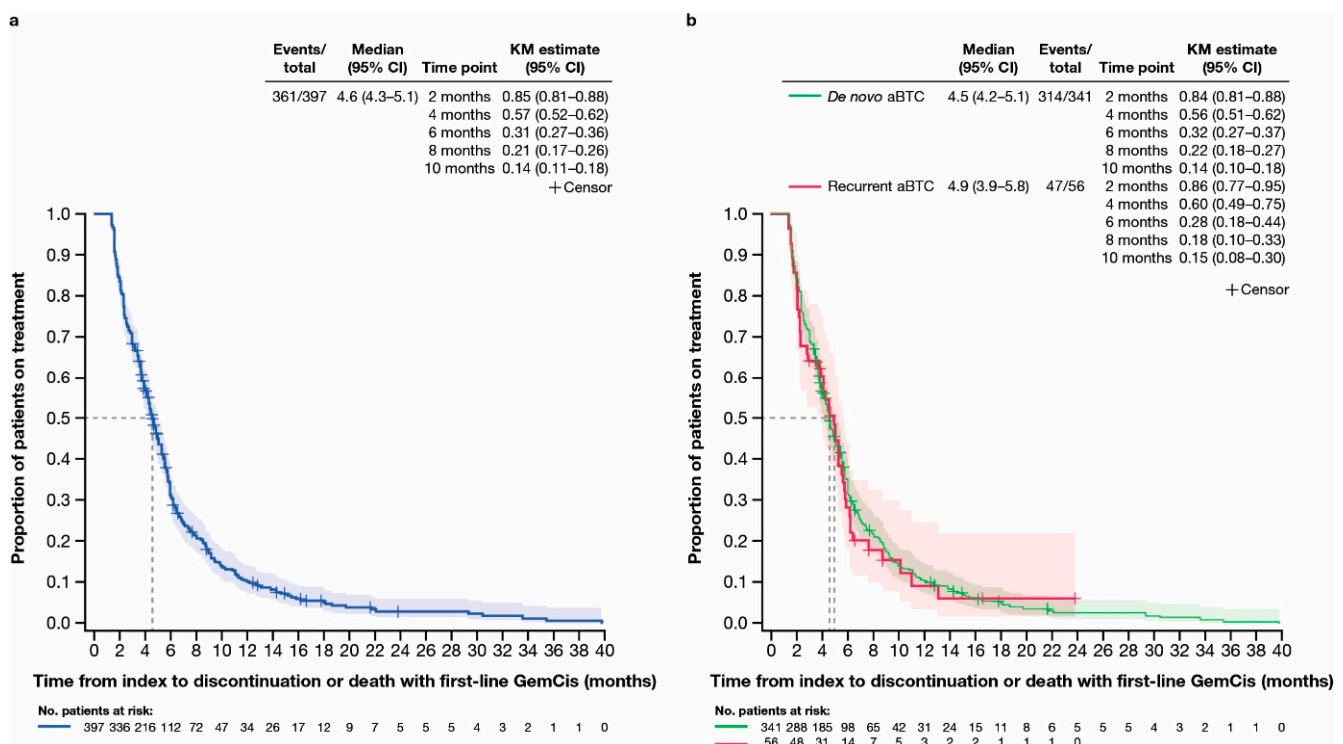 a
Events/ Median KM estimate
total (95% CI) Time point (95% CI)
361/397 4.6 (4.3–5.1) 2 months 0.85 (0.81–0.88)
4 months 0.57 (0.52–0.62)
6 months 0.31 (0.27–0.36)
8 months 0.21 (0.17–0.26)
10 months 0.14 (0.11–0.18)
+ Censor
1.0
0.9
0.8
0.7
0.6
0.5
0.4
0.3
0.2
0.1
0.0
Proportion of patients on treatment
0 2 4 6 8 10 12 14 16 18 20 22 24 26 28 30 32 34 36 38 40
Time from index to discontinuation or death with first-line GemCis (months)
No. patients at risk:
397 336 216 112 72 47 34 26 17 12 9 7 5 5 5 4 3 2 1 1 0
b
Median Events/ KM estimate
(95% CI) total Time point (95% CI)
De novo aBTC 4.5 (4.2–5.1) 314/341 2 months 0.84 (0.81–0.88)
4 months 0.56 (0.51–0.62)
6 months 0.32 (0.27–0.37)
8 months 0.22 (0.18–0.27)
10 months 0.14 (0.10–0.18)
Recurrent aBTC 4.9 (3.9–5.8) 47/56 2 months 0.86 (0.77–0.95)
4 months 0.60 (0.49–0.75)
6 months 0.28 (0.18–0.44)
8 months 0.18 (0.10–0.33)
10 months 0.15 (0.08–0.30)
+ Censor
1.0
0.9
0.8
0.7
0.6
0.5
0.4
0.3
0.2
0.1
0.0
Proportion of patients on treatment
0 2 4 6 8 10 12 14 16 18 20 22 24 26 28 30 32 34 36 38 40
Time from index to discontinuation or death with first-line GemCis (months)
No. patients at risk:
341 288 185 98 65 42 31 24 15 11 8 6 5 5 5 4 3 2 1 1 0
56 48 31 14 7 5 3 2 2 1 1 1 0